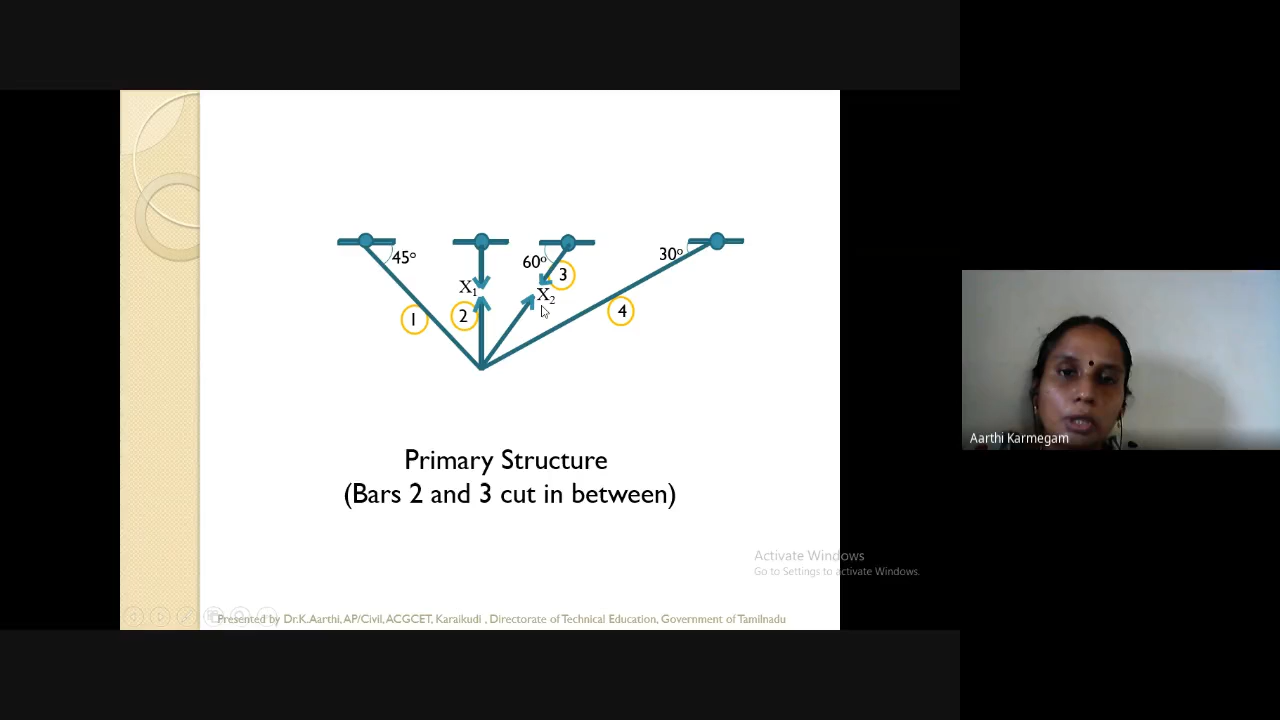 45°
60°
30°
X₁
3
X₂
1
2
4
Primary Structure
(Bars 2 and 3 cut in between)
Aarthi Karmegam
Activate Windows
Go to Settings to activate Windows.
Presented by Dr.K.Aarthi, AP/Civil, ACGCET, Karaikudi , Directorate of Technical Education, Government of Tamilnadu